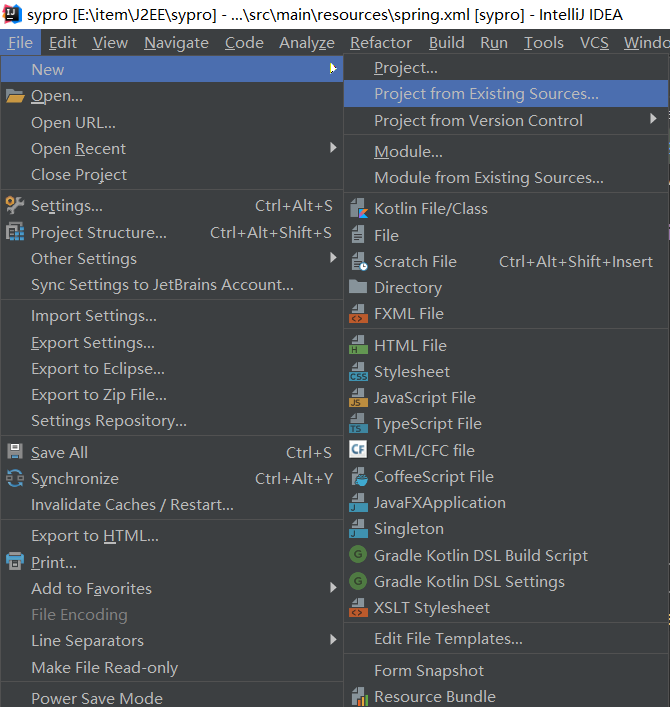 sypro [E:\item\J2EE\sypro] - ...\src\main\resources\spring.xml [sypro] - IntelliJ IDEA
File Edit View Navigate Code Analyze Refactor Build Run Tools VCS Windo
New
Open...
Open URL...
Open Recent
Close Project
Settings... Ctrl+Alt+S
Project Structure... Ctrl+Alt+Shift+S
Other Settings
Sync Settings to JetBrains Account...
Import Settings...
Export Settings...
Export to Eclipse...
Export to Zip File...
Settings Repository...
Save All Ctrl+S
Synchronize Ctrl+Alt+Y
Invalidate Caches / Restart...
Export to HTML...
Print...
Add to Favorites
File Encoding
Line Separators
Make File Read-only
Power Save Mode
Project...
Project from Existing Sources...
Project from Version Control
Module...
Module from Existing Sources...
Kotlin File/Class
File
Scratch File Ctrl+Alt+Shift+Insert
Directory
FXML File
HTML File
Stylesheet
JavaScript File
TypeScript File
CFML/CFC file
CoffeeScript File
JavaFXApplication
Singleton
Gradle Kotlin DSL Build Script
Gradle Kotlin DSL Settings
XSLT Stylesheet
Edit File Templates...
Form Snapshot
Resource Bundle